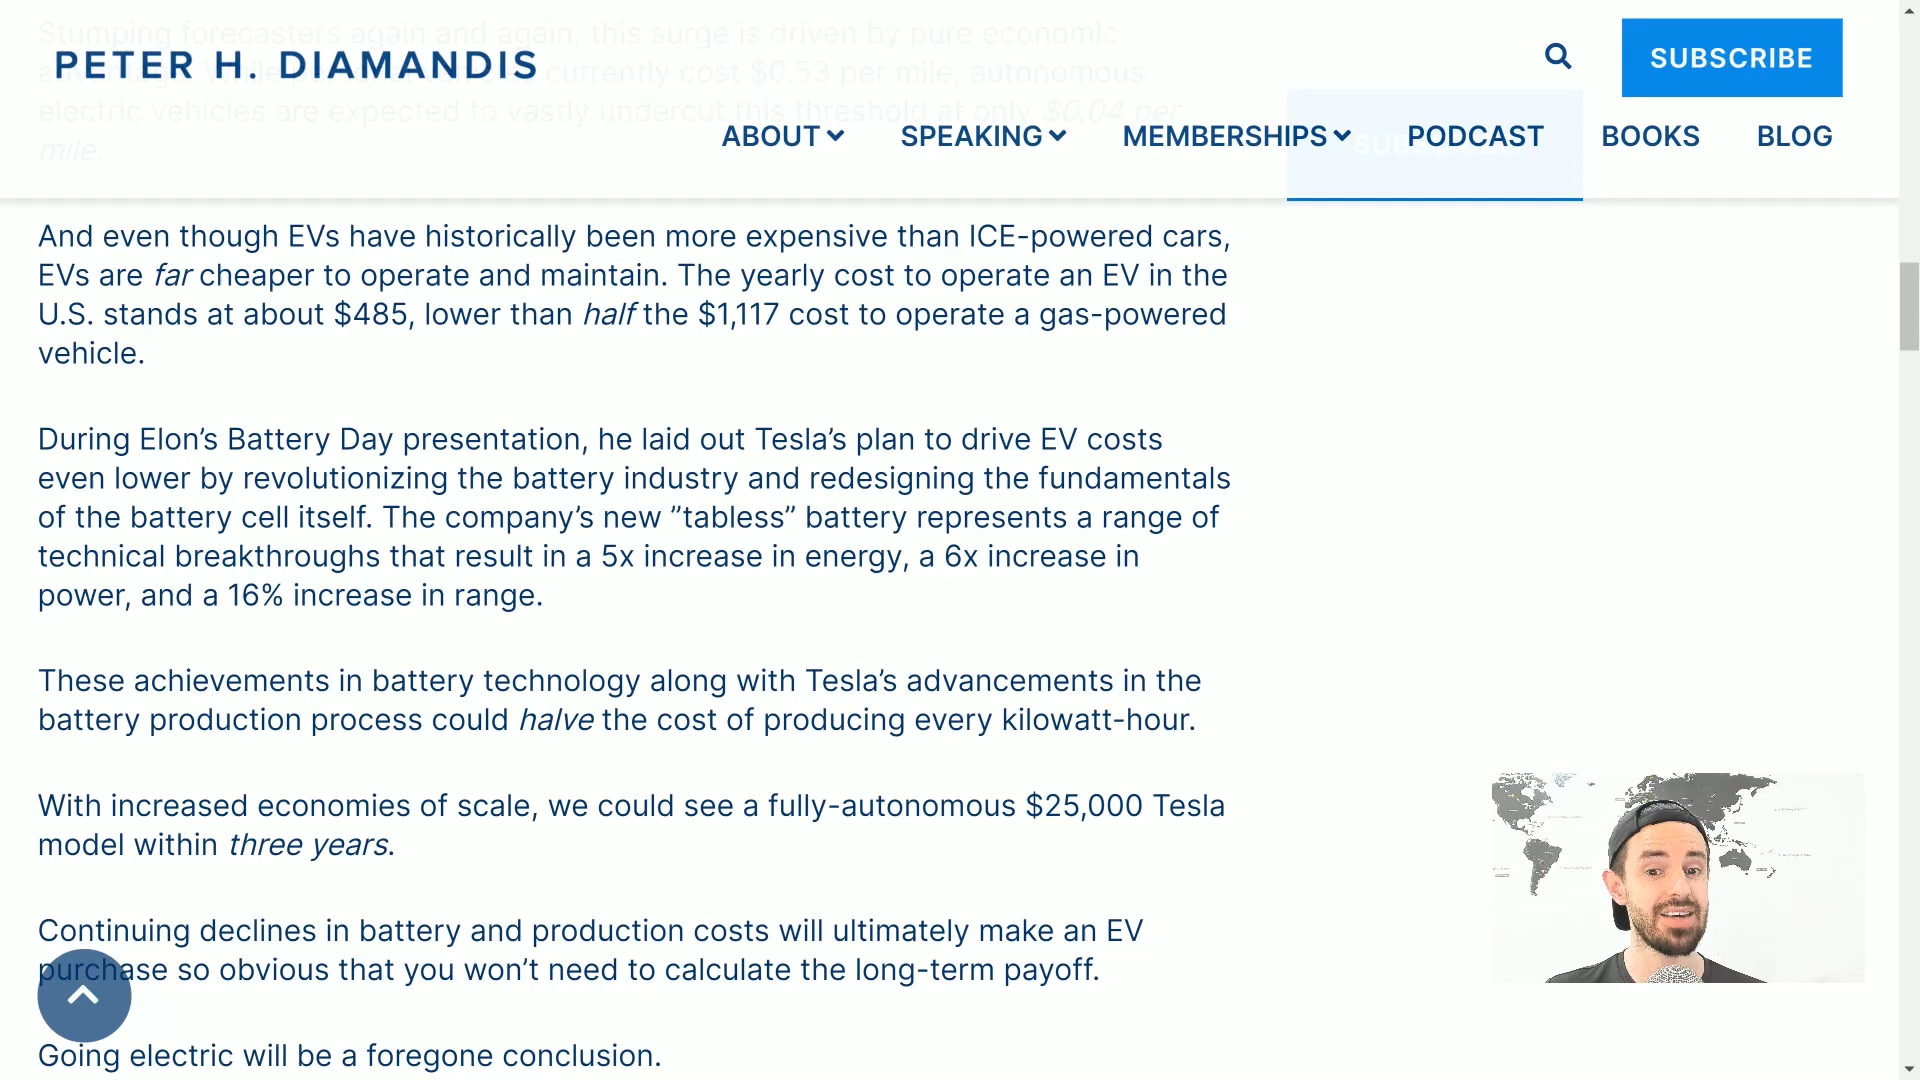 Stumping forecasters again and again, this surge is driven by pure economic
currently cost $0.53 per mile, autonomous
electric vehicles are expected to vastly undercut this threshold at only $0.04 per
mile.
PETER H. DIAMANDIS
SUBSCRIBE
ABOUT SPEAKING MEMBERSHIPS PODCAST BOOKS BLOG
And even though EVs have historically been more expensive than ICE-powered cars,
EVs are far cheaper to operate and maintain. The yearly cost to operate an EV in the
U.S. stands at about $485, lower than half the $1,117 cost to operate a gas-powered
vehicle.
During Elon’s Battery Day presentation, he laid out Tesla’s plan to drive EV costs
even lower by revolutionizing the battery industry and redesigning the fundamentals
of the battery cell itself. The company’s new ”tabless” battery represents a range of
technical breakthroughs that result in a 5x increase in energy, a 6x increase in
power, and a 16% increase in range.
These achievements in battery technology along with Tesla’s advancements in the
battery production process could halve the cost of producing every kilowatt-hour.
With increased economies of scale, we could see a fully-autonomous $25,000 Tesla
model within three years.
Continuing declines in battery and production costs will ultimately make an EV
purchase so obvious that you won’t need to calculate the long-term payoff.
Going electric will be a foregone conclusion.